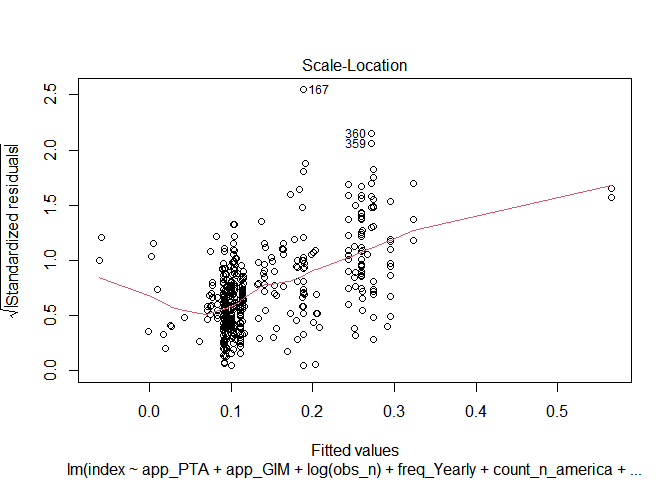 Scale-Location
√|Standardized residuals|
2.5
2.0
1.5
1.0
0.5
0.0
167
360
359
0.0 0.1 0.2 0.3 0.4 0.5
Fitted values
lm(index ~ app_PTA + app_GIM + log(obs_n) + freq_Yearly + count_n_america + ...